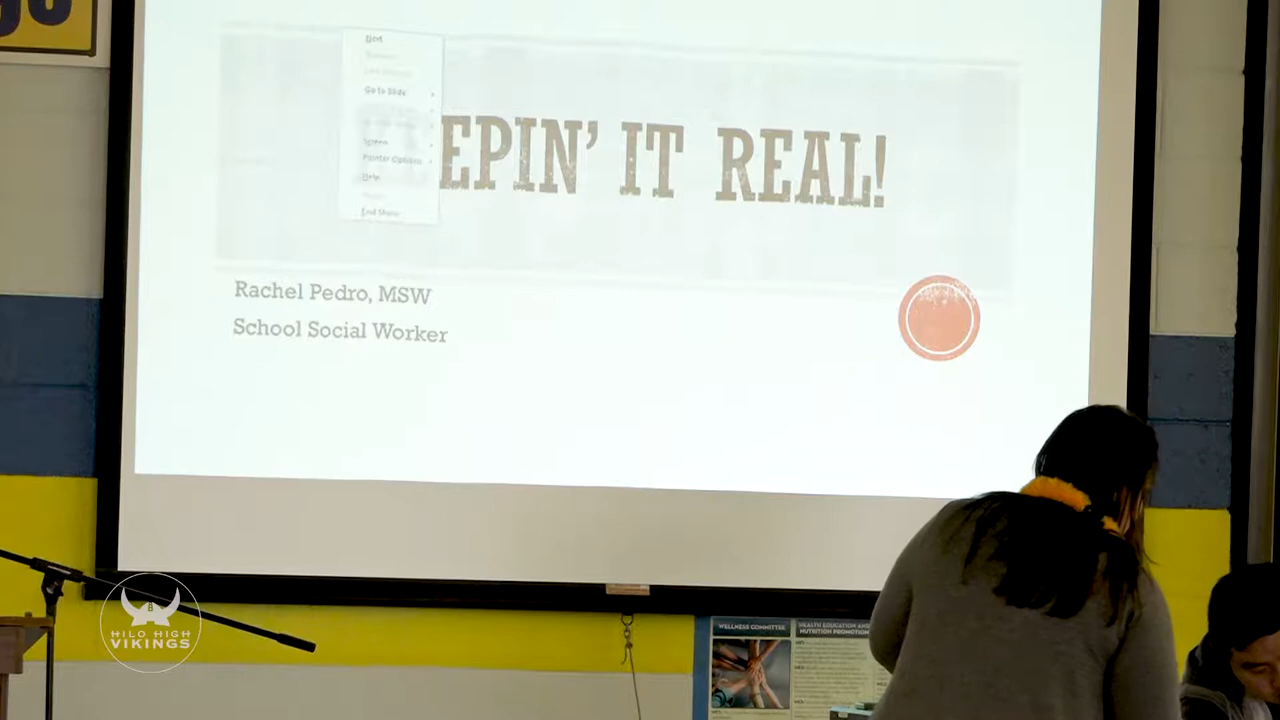 Next
Go to Slide
EPIN' IT REAL!
Screen
Pointer Options
Help
End Show
Rachel Pedro, MSW
School Social Worker
HILO HIGH
VIKINGS
WELLNESS COMMITTEE
HEALTH EDUCATION AND
NUTRITION PROMOTION